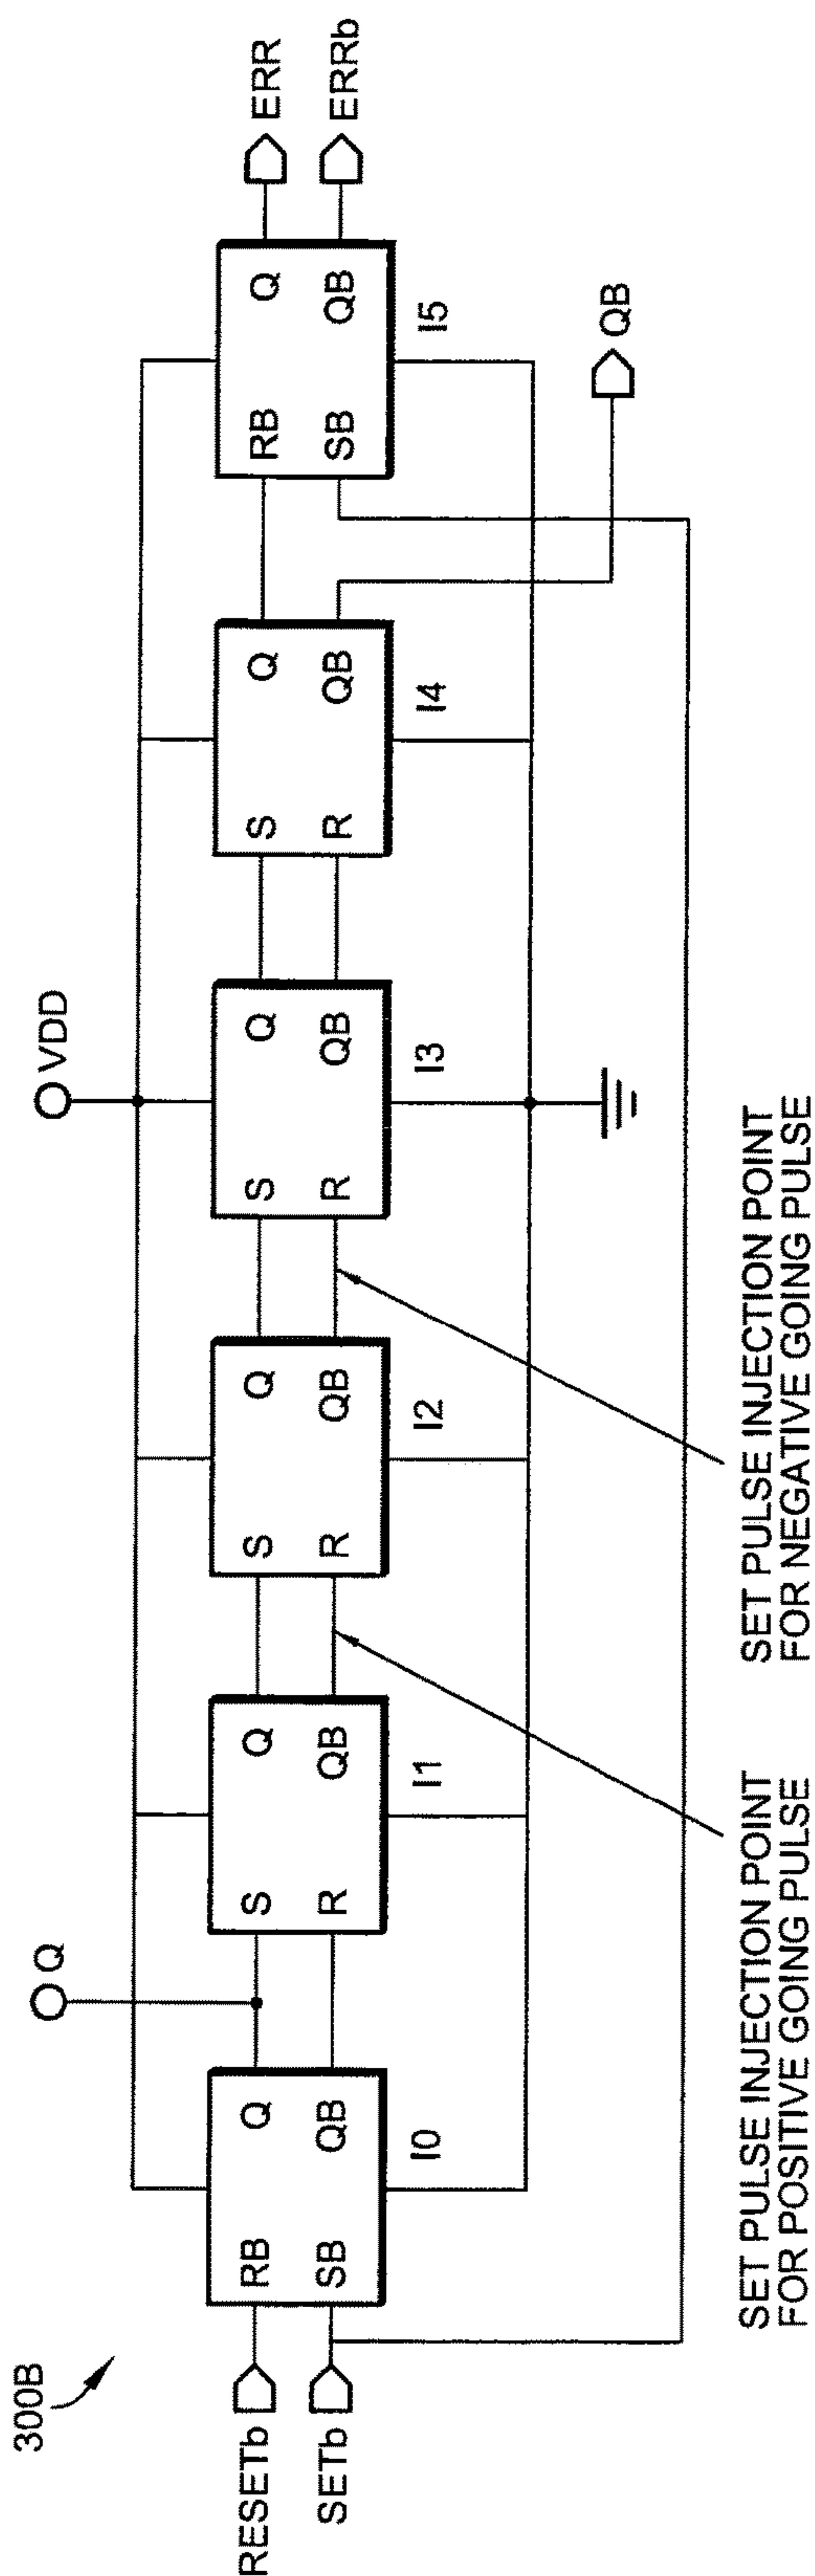 300B
RESETb
SETb
RB
SB
Q
QB
I0
Q
S
R
Q
QB
I1
S
R
Q
QB
I2
S
R
Q
QB
I3
VDD
S
R
Q
QB
I4
RB
SB
Q
QB
I5
ERR
ERRb
QB
SET PULSE INJECTION POINT
FOR POSITIVE GOING PULSE
SET PULSE INJECTION POINT
FOR NEGATIVE GOING PULSE